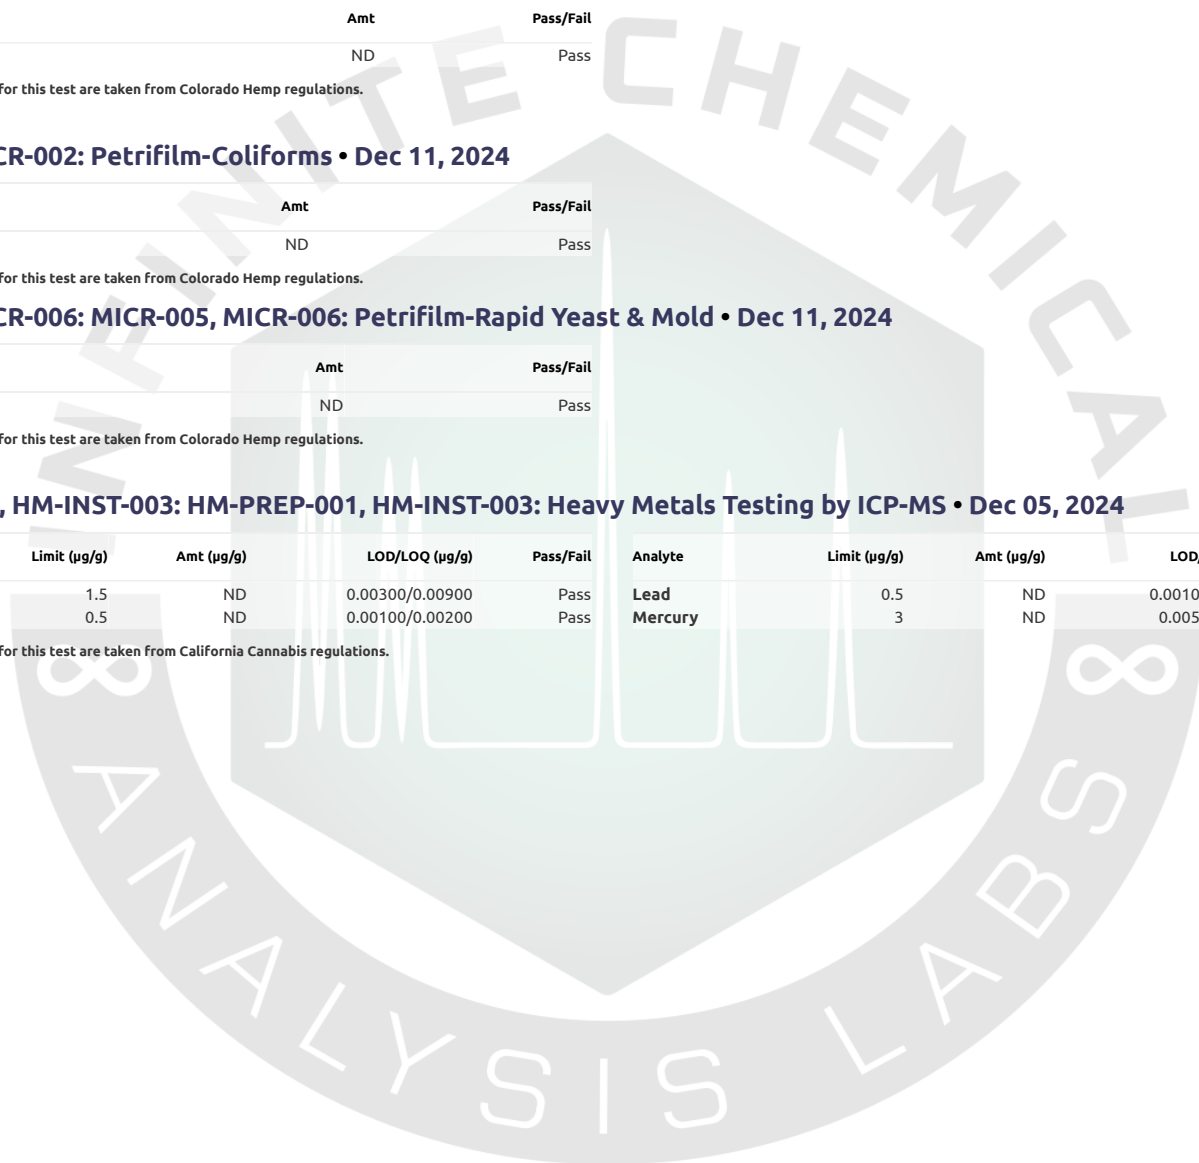 Amt Pass/Fail
ND Pass
for this test are taken from Colorado Hemp regulations.
CR-002: Petrifilm-Coliforms • Dec 11, 2024
Amt Pass/Fail
ND Pass
for this test are taken from Colorado Hemp regulations.
CR-006: MICR-005, MICR-006: Petrifilm-Rapid Yeast & Mold • Dec 11, 2024
Amt Pass/Fail
ND Pass
for this test are taken from Colorado Hemp regulations.
, HM-INST-003: HM-PREP-001, HM-INST-003: Heavy Metals Testing by ICP-MS • Dec 05, 2024
Limit (µg/g) Amt (µg/g) LOD/LOQ (µg/g) Pass/Fail Analyte Limit (µg/g) Amt (µg/g) LOD/
1.5 ND 0.00300/0.00900 Pass Lead 0.5 ND 0.0010
0.5 ND 0.00100/0.00200 Pass Mercury 3 ND 0.005
for this test are taken from California Cannabis regulations.
INFINITE CHEMICAL
ANALYSIS LABS